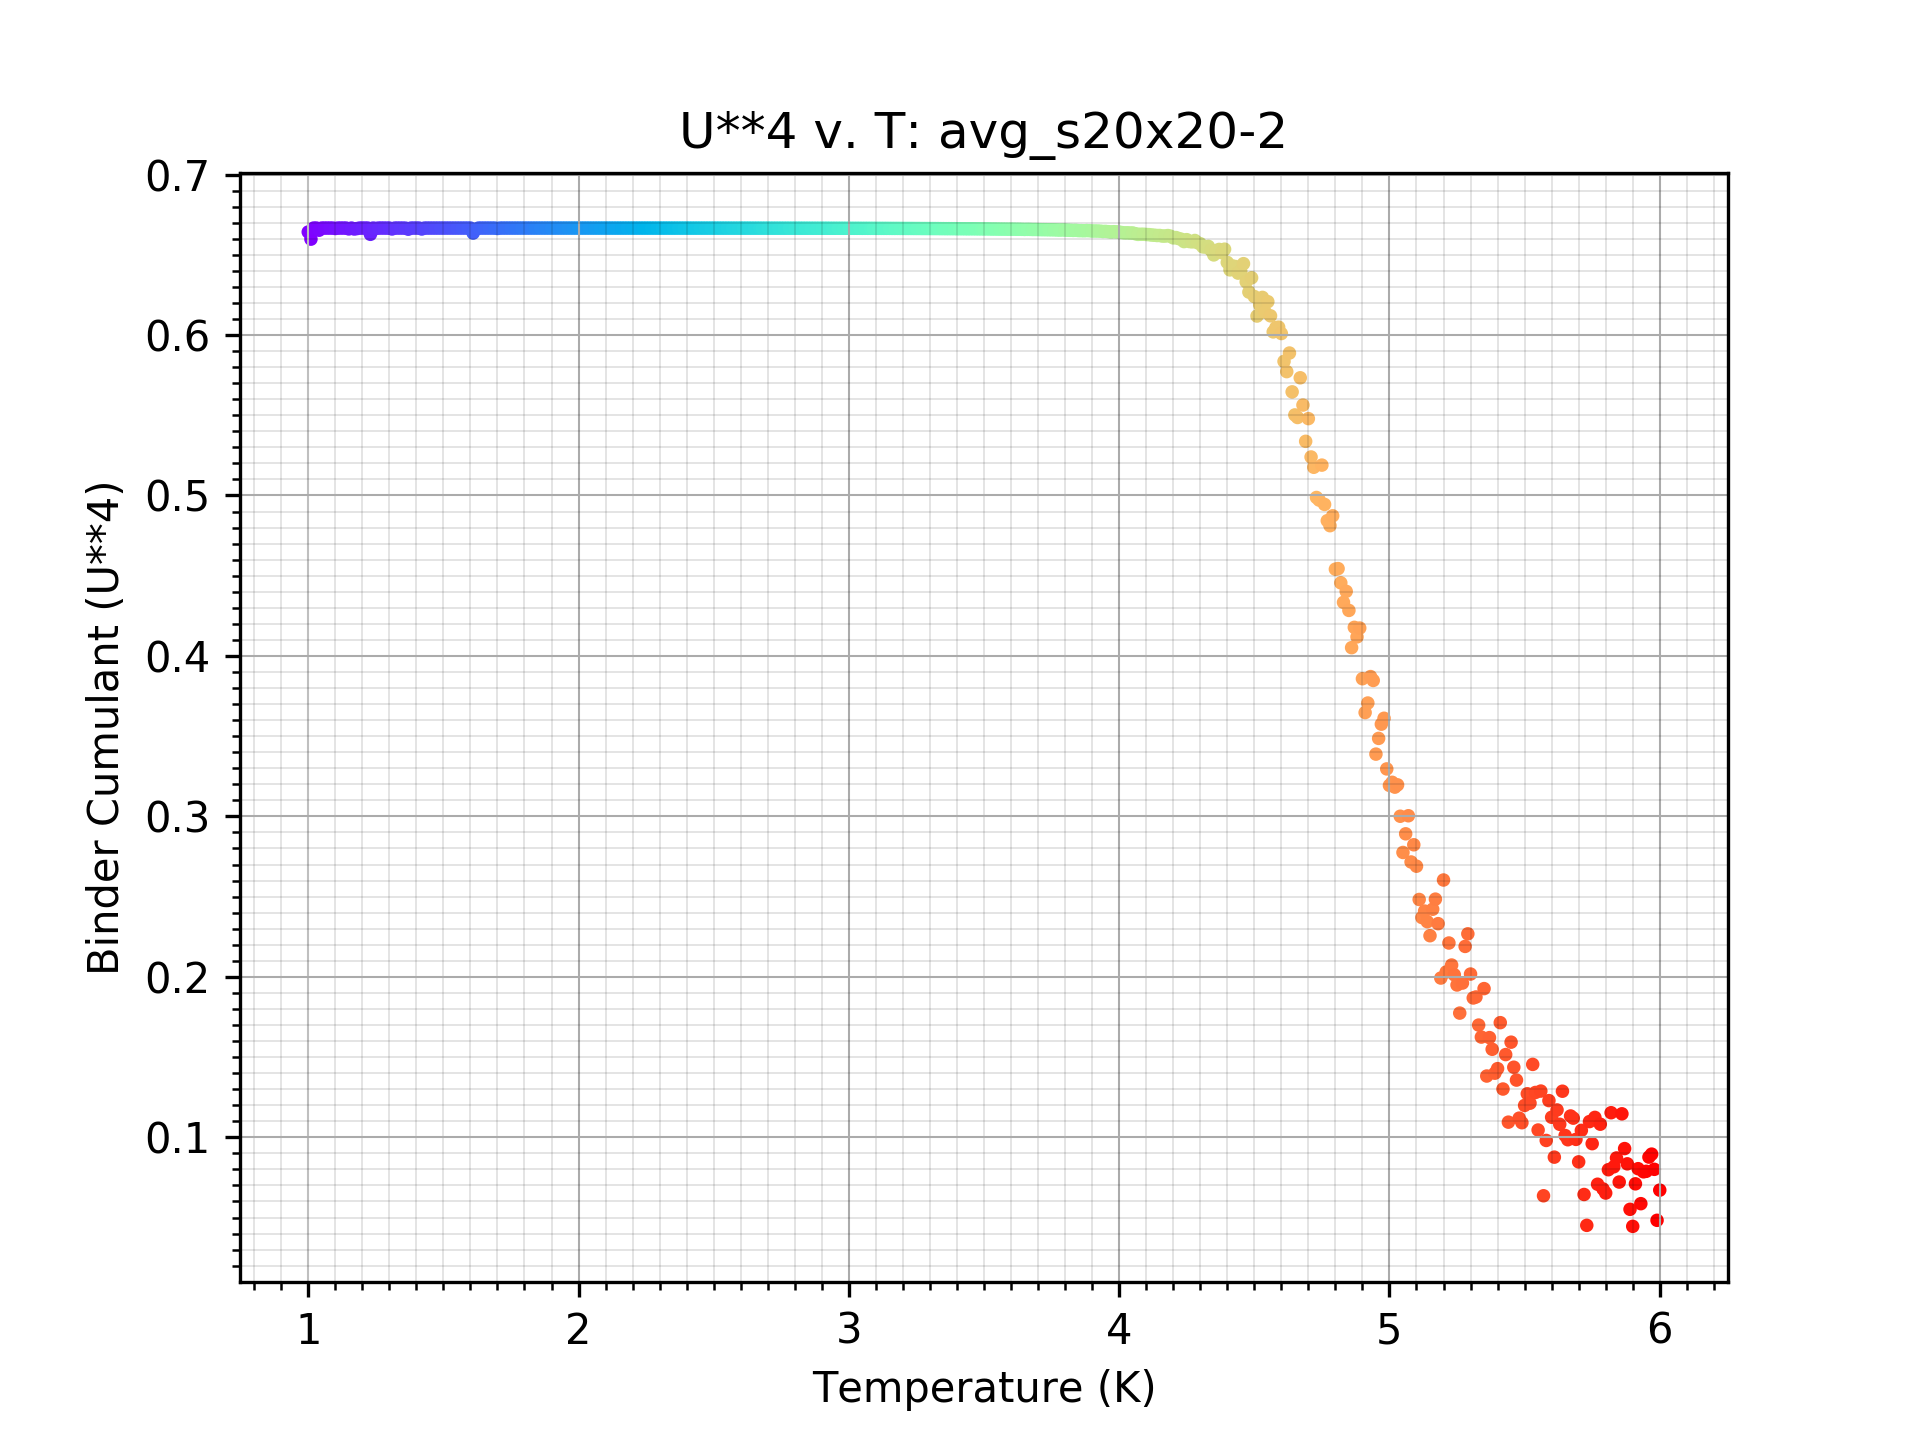 U**4 v. T: avg_s20x20-2
Binder Cumulant (U**4)
0.7
0.6
0.5
0.4
0.3
0.2
0.1
1 2 3 4 5 6
Temperature (K)